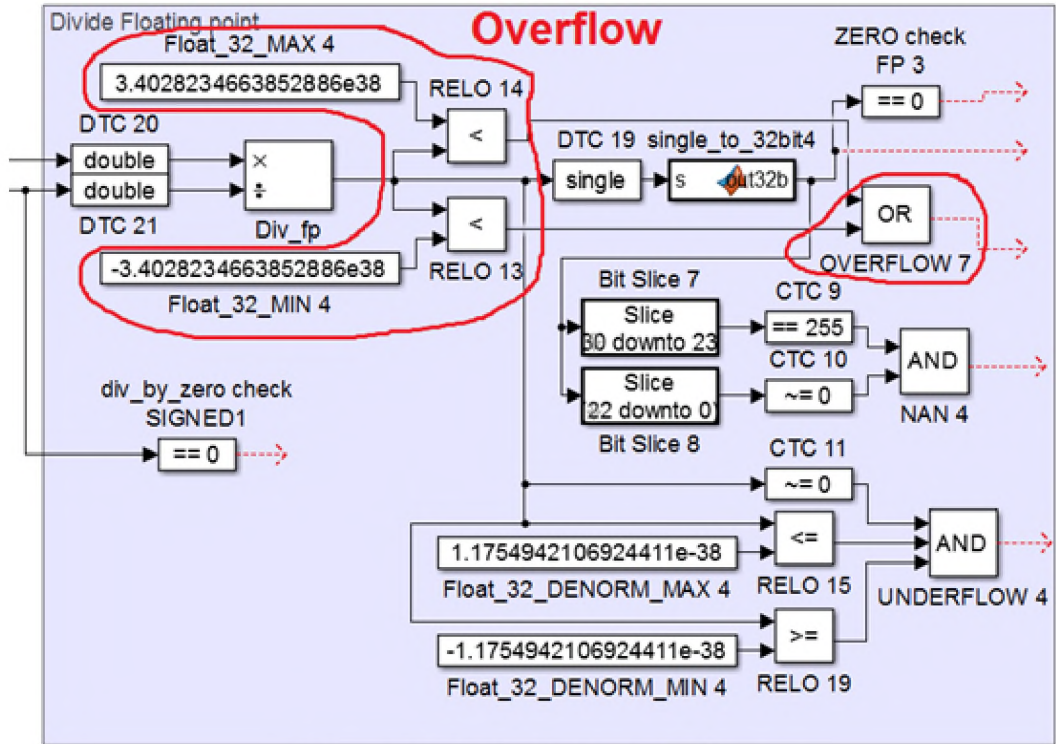 Divide Floating point
Overflow
Float_32_MAX 4
3.4028234663852886e38
RELO 14
<
ZERO check
FP 3
== 0
DTC 20
double
double
DTC 21
×
÷
Div_fp
DTC 19
single
single_to_32bit4
s
out32b
<
RELO 13
OR
OVERFLOW 7
-3.4028234663852886e38
Float_32_MIN 4
Bit Slice 7
Slice
30 downto 23
CTC 9
== 255
CTC 10
~= 0
AND
NAN 4
Slice
22 downto 0
Bit Slice 8
div_by_zero check
SIGNED1
== 0
CTC 11
~= 0
1.1754942106924411e-38
Float_32_DENORM_MAX 4
<=
RELO 15
AND
UNDERFLOW 4
-1.1754942106924411e-38
Float_32_DENORM_MIN 4
>=
RELO 19